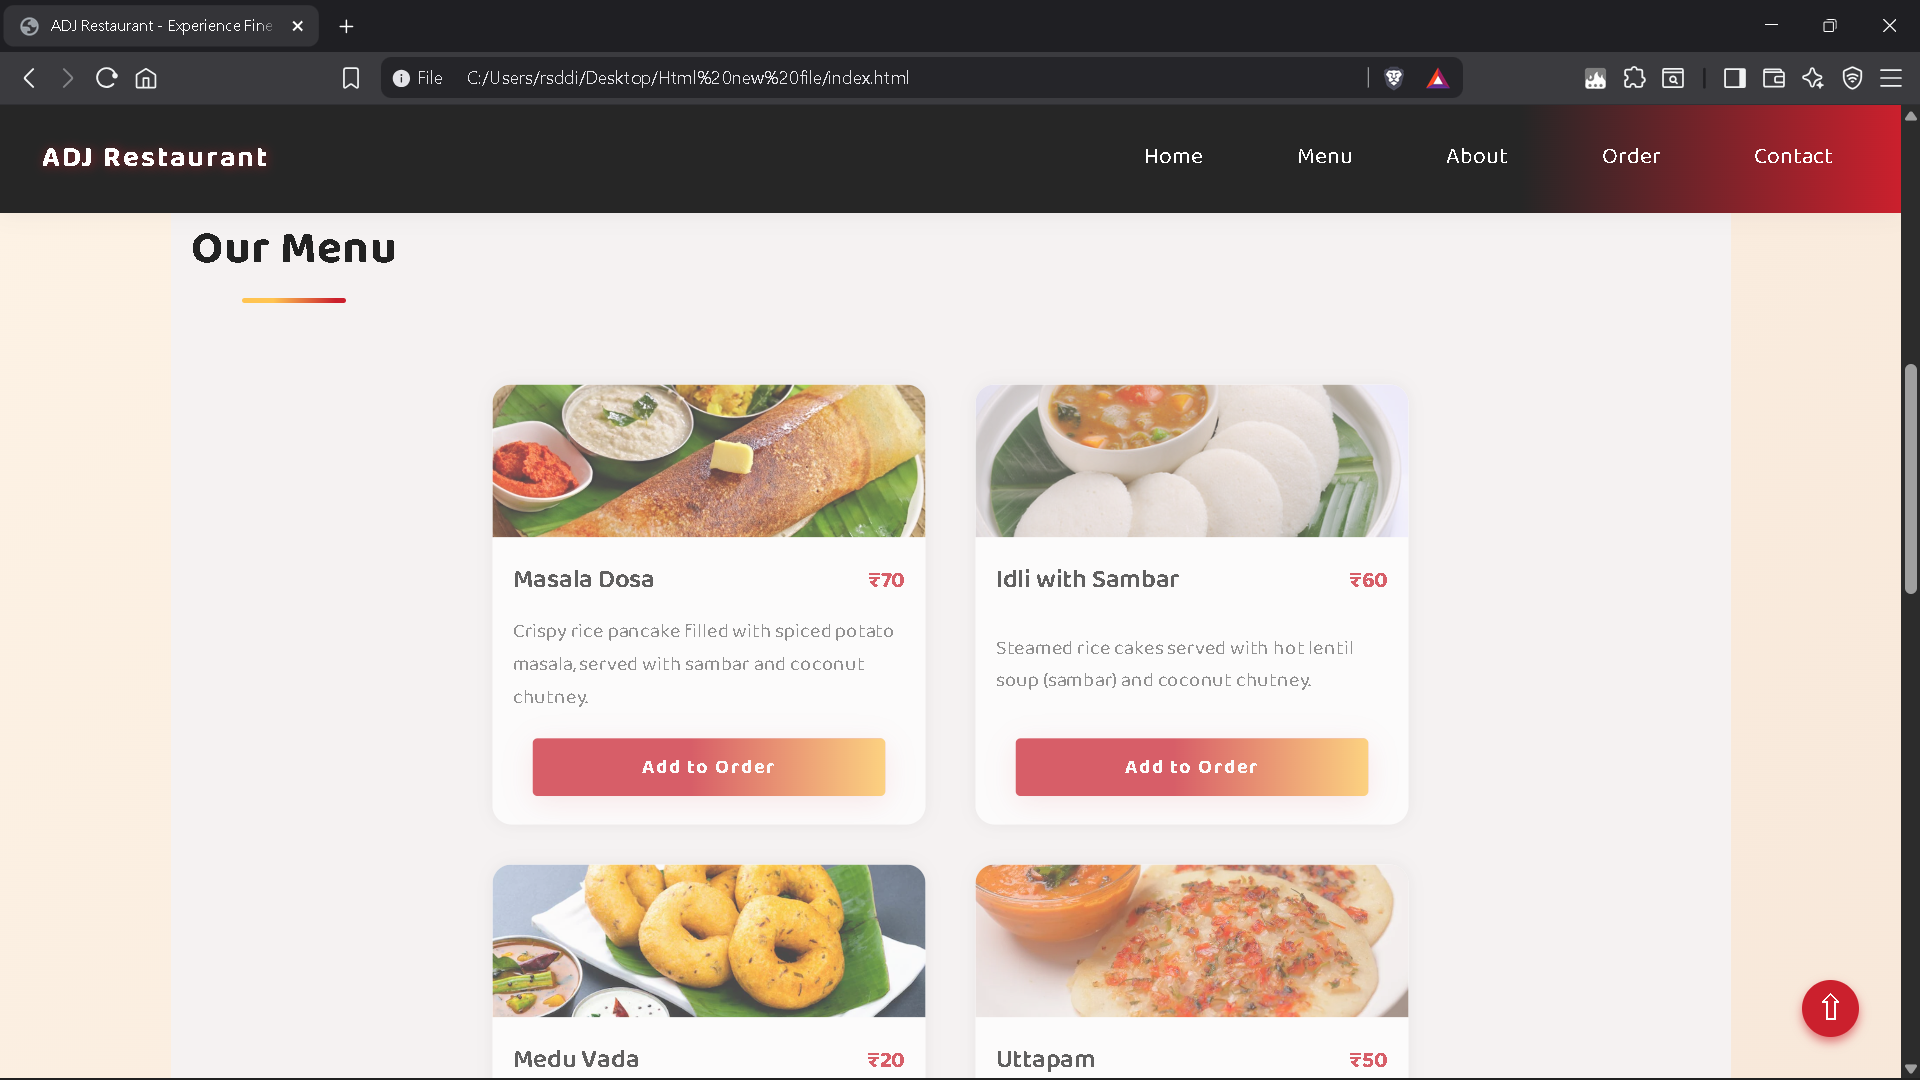 ADJ Restaurant - Experience Fine
File C:/Users/rsddi/Desktop/Html%20new%20file/index.html
ADJ Restaurant
Home Menu About Order Contact
Our Menu
Masala Dosa ₹70
Crispy rice pancake filled with spiced potato
masala, served with sambar and coconut
chutney.
Add to Order
Idli with Sambar ₹60
Steamed rice cakes served with hot lentil
soup (sambar) and coconut chutney.
Add to Order
Medu Vada ₹20
Uttapam ₹50